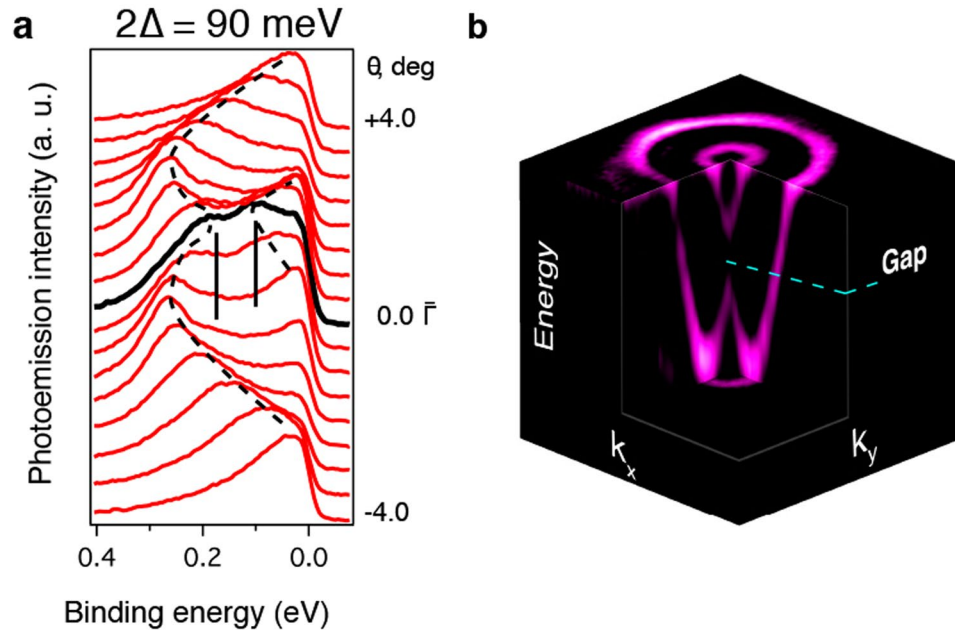 a
2Δ = 90 meV
Photoemission intensity (a. u.)
θ, deg
+4.0
0.0 Γ̄
-4.0
0.4
0.2
0.0
Binding energy (eV)
b
Energy
Gap
kₓ
k_y